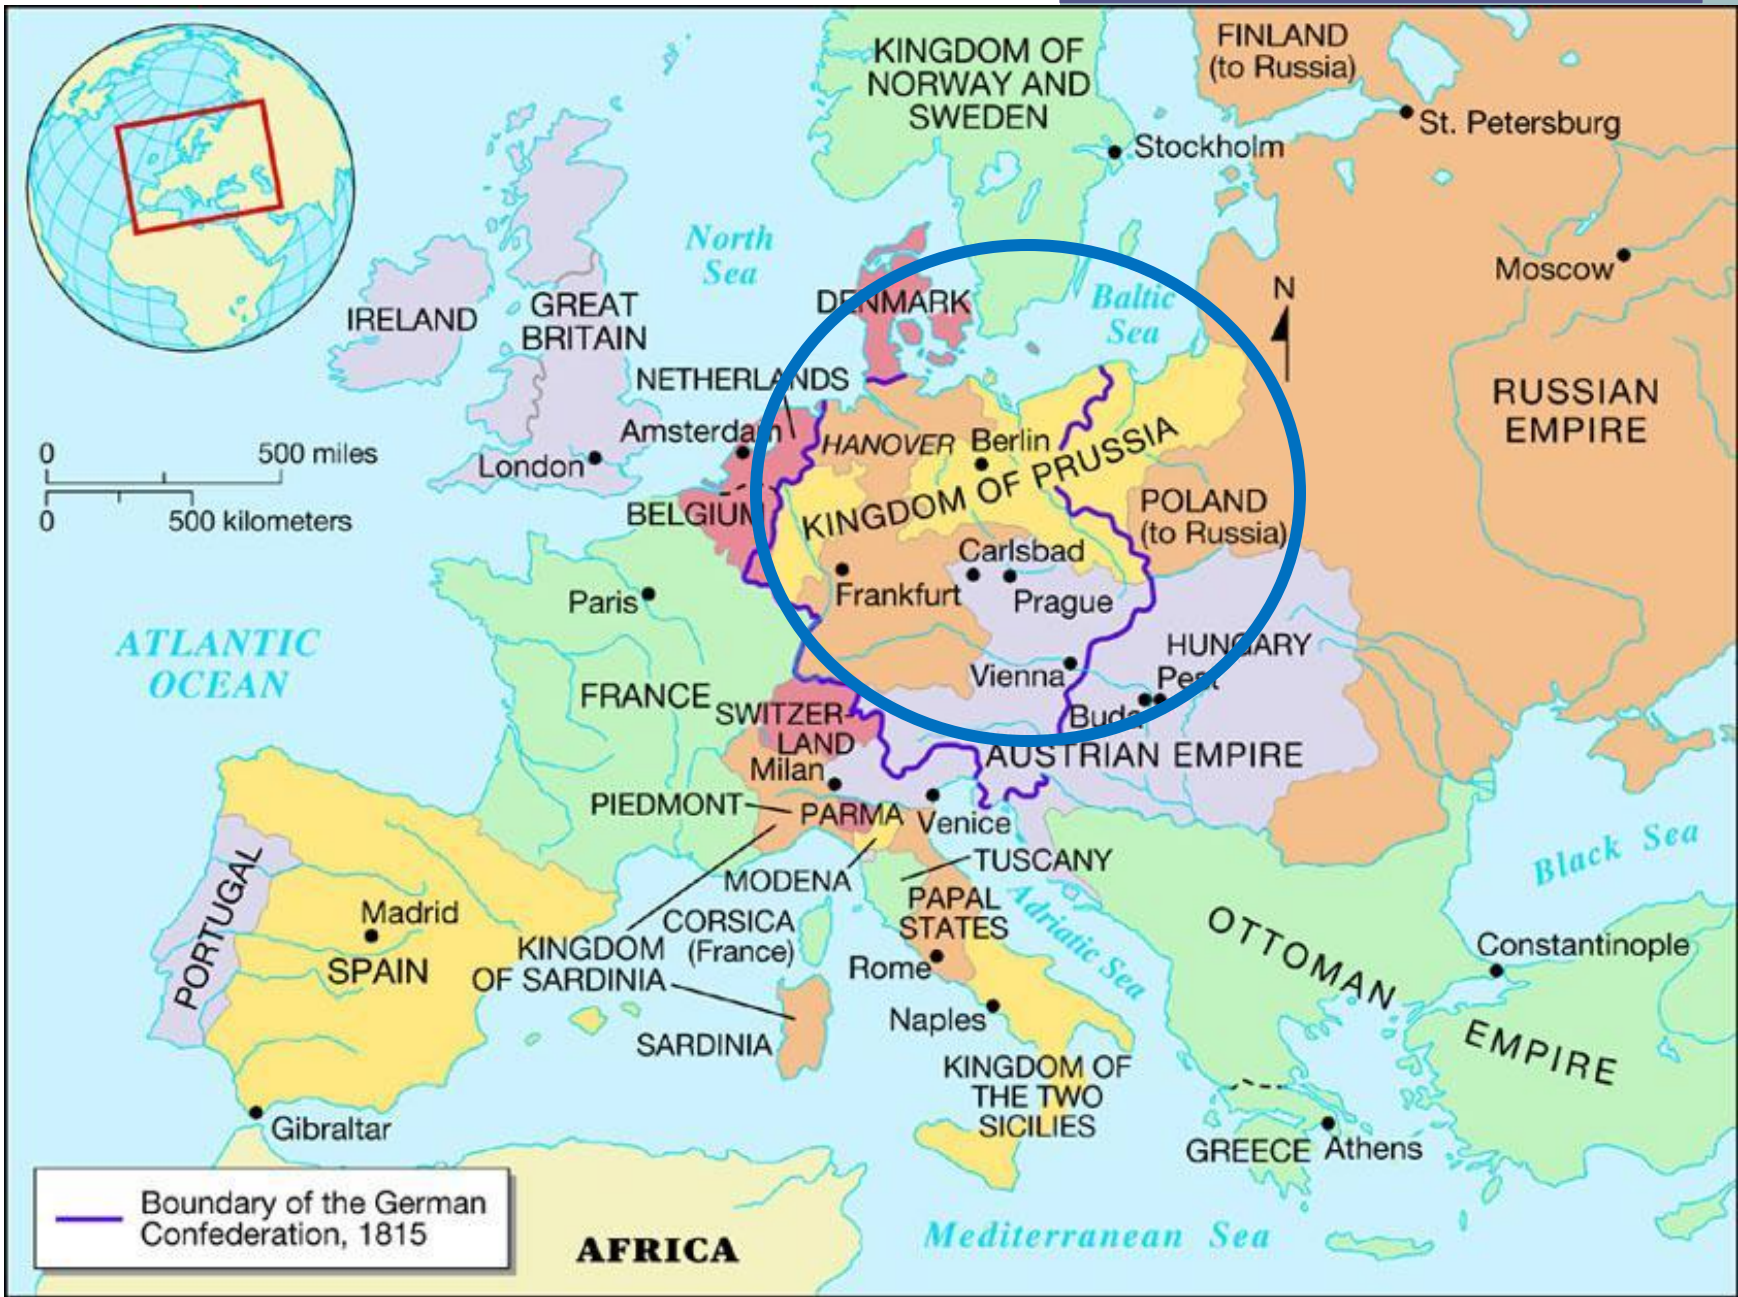 KINGDOM OF
NORWAY AND
SWEDEN
FINLAND
(to Russia)
St. Petersburg
Stockholm
Moscow
North
Sea
Baltic
Sea
N
IRELAND
GREAT
BRITAIN
DENMARK
NETHERLANDS
RUSSIAN
EMPIRE
Amsterdam
HANOVER
Berlin
London
KINGDOM OF PRUSSIA
0
500 miles
0
500 kilometers
BELGIUM
POLAND
(to Russia)
Carlsbad
Frankfurt
Prague
Paris
ATLANTIC
OCEAN
HUNGARY
Vienna
Pest
Buda
FRANCE
SWITZER-
LAND
AUSTRIAN EMPIRE
Milan
PIEDMONT
PARMA
Venice
TUSCANY
MODENA
Black Sea
PORTUGAL
Madrid
SPAIN
CORSICA
(France)
PAPAL
STATES
Adriatic Sea
KINGDOM
OF SARDINIA
Rome
OTTOMAN
EMPIRE
Constantinople
Naples
SARDINIA
KINGDOM OF
THE TWO
SICILIES
Gibraltar
GREECE
Athens
Boundary of the German
Confederation, 1815
AFRICA
Mediterranean Sea